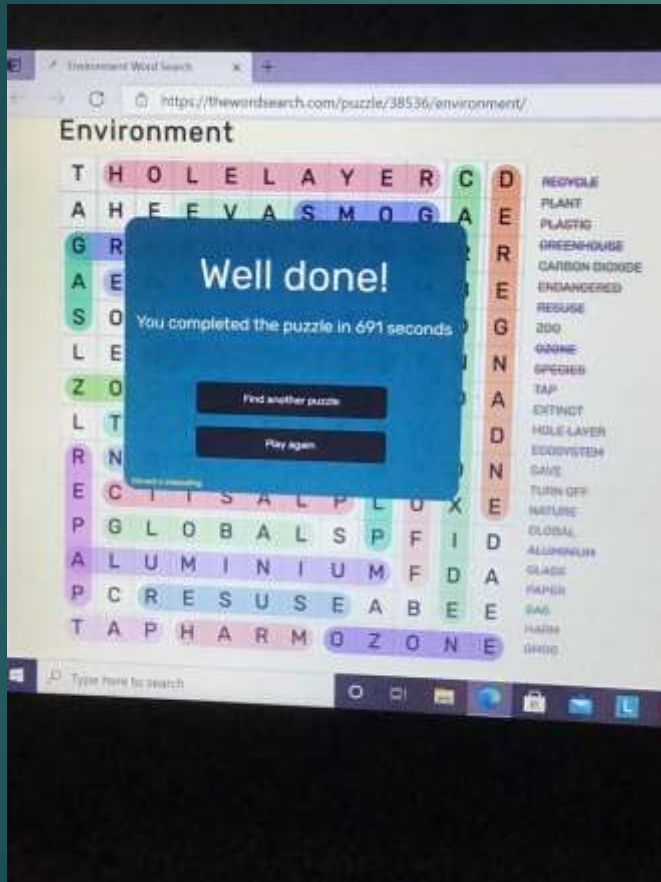 Environment Word Search
https://thewordsearch.com/puzzle/38536/environment/
Environment
T H O L E L A Y E R C D
A H E E V A S M O G A E
G R R
A E B E
S O O G
L E N N
Z O D A
L T D
R N O N
E C I T S A L P L U X E
P G L O B A L S P F I D
A L U M I N I U M F D A
P C R E S U S E A B E E
T A P H A R M O Z O N E
Well done!
You completed the puzzle in 691 seconds
Find another puzzle
Play again
RECYCLE
PLANT
PLASTIC
GREENHOUSE
CARBON DIOXIDE
ENDANGERED
RESUSE
ZOO
OZONE
SPECIES
TAP
EXTINCT
HOLE LAYER
ECOSYSTEM
SAVE
TURN OFF
NATURE
GLOBAL
ALUMINIUM
GLASS
PAPER
GAS
HARM
SMOG
Type here to search
L